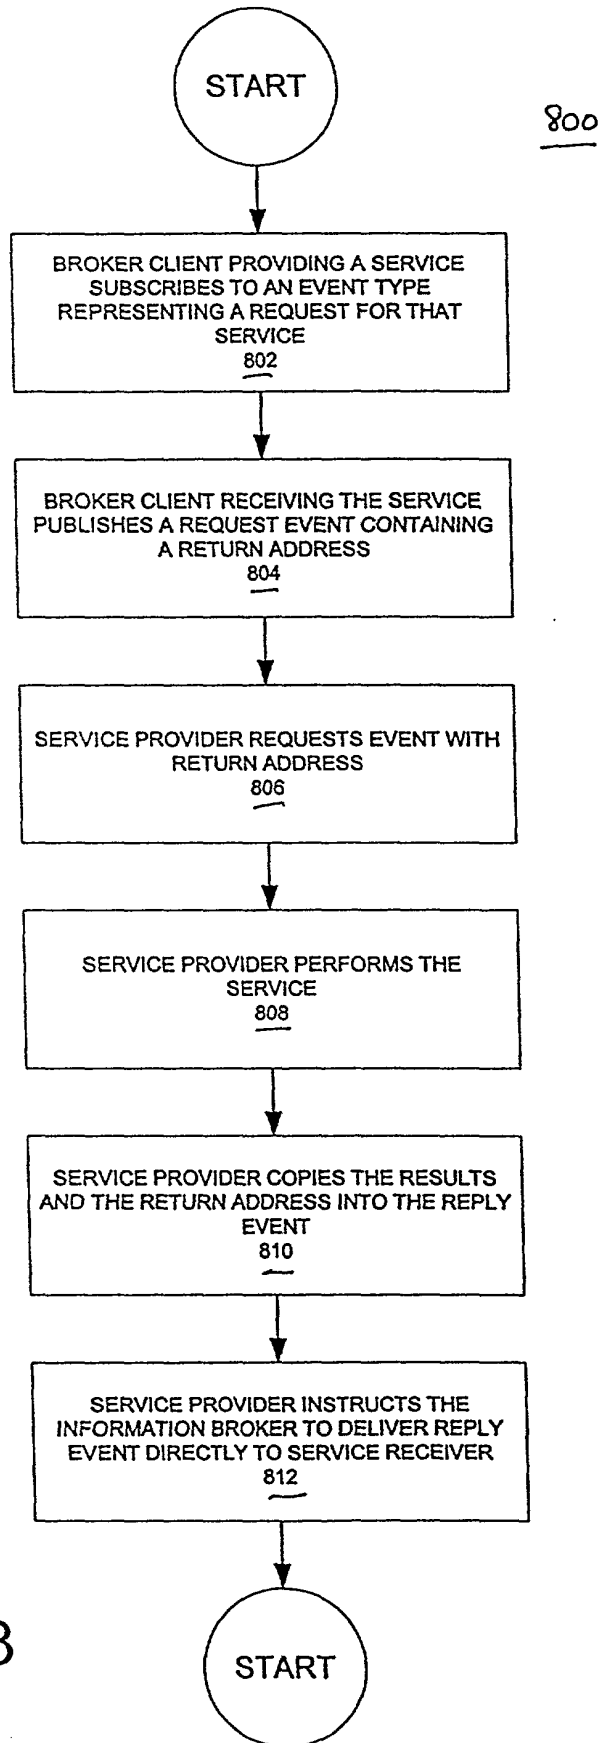 START
800
BROKER CLIENT PROVIDING A SERVICE
SUBSCRIBES TO AN EVENT TYPE
REPRESENTING A REQUEST FOR THAT
SERVICE
802
BROKER CLIENT RECEIVING THE SERVICE
PUBLISHES A REQUEST EVENT CONTAINING
A RETURN ADDRESS
804
SERVICE PROVIDER REQUESTS EVENT WITH
RETURN ADDRESS
806
SERVICE PROVIDER PERFORMS THE
SERVICE
808
SERVICE PROVIDER COPIES THE RESULTS
AND THE RETURN ADDRESS INTO THE REPLY
EVENT
810
SERVICE PROVIDER INSTRUCTS THE
INFORMATION BROKER TO DELIVER REPLY
EVENT DIRECTLY TO SERVICE RECEIVER
812
START